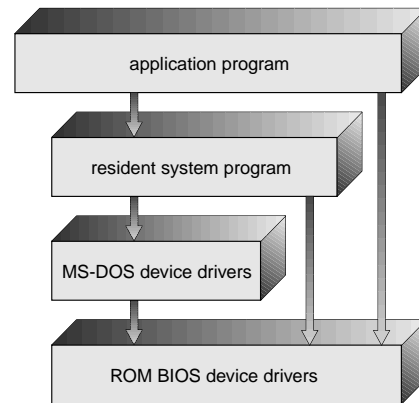 application program
resident system program
MS-DOS device drivers
ROM BIOS device drivers